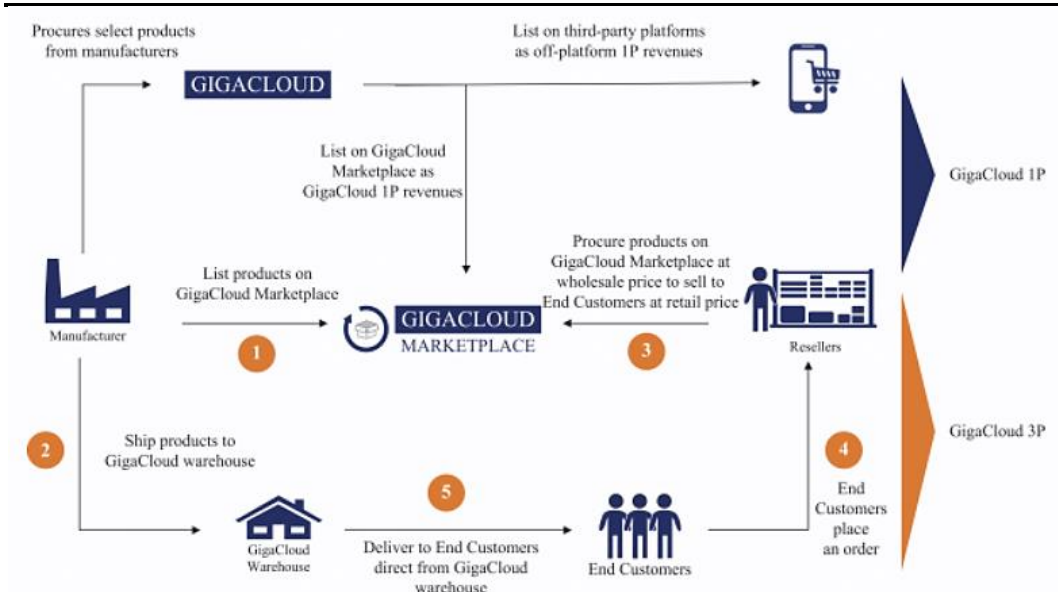 Procures select products
from manufacturers
GIGACLOUD
List on third-party platforms
as off-platform 1P revenues
List on GigaCloud
Marketplace as
GigaCloud 1P revenues
GigaCloud 1P
Manufacturer
List products on
GigaCloud Marketplace
1
GIGACLOUD
MARKETPLACE
Procure products on
GigaCloud Marketplace at
wholesale price to sell to
End Customers at retail price
3
Resellers
2
Ship products to
GigaCloud warehouse
GigaCloud
Warehouse
5
Deliver to End Customers
direct from GigaCloud
warehouse
End Customers
4
End
Customers
place
an order
GigaCloud 3P